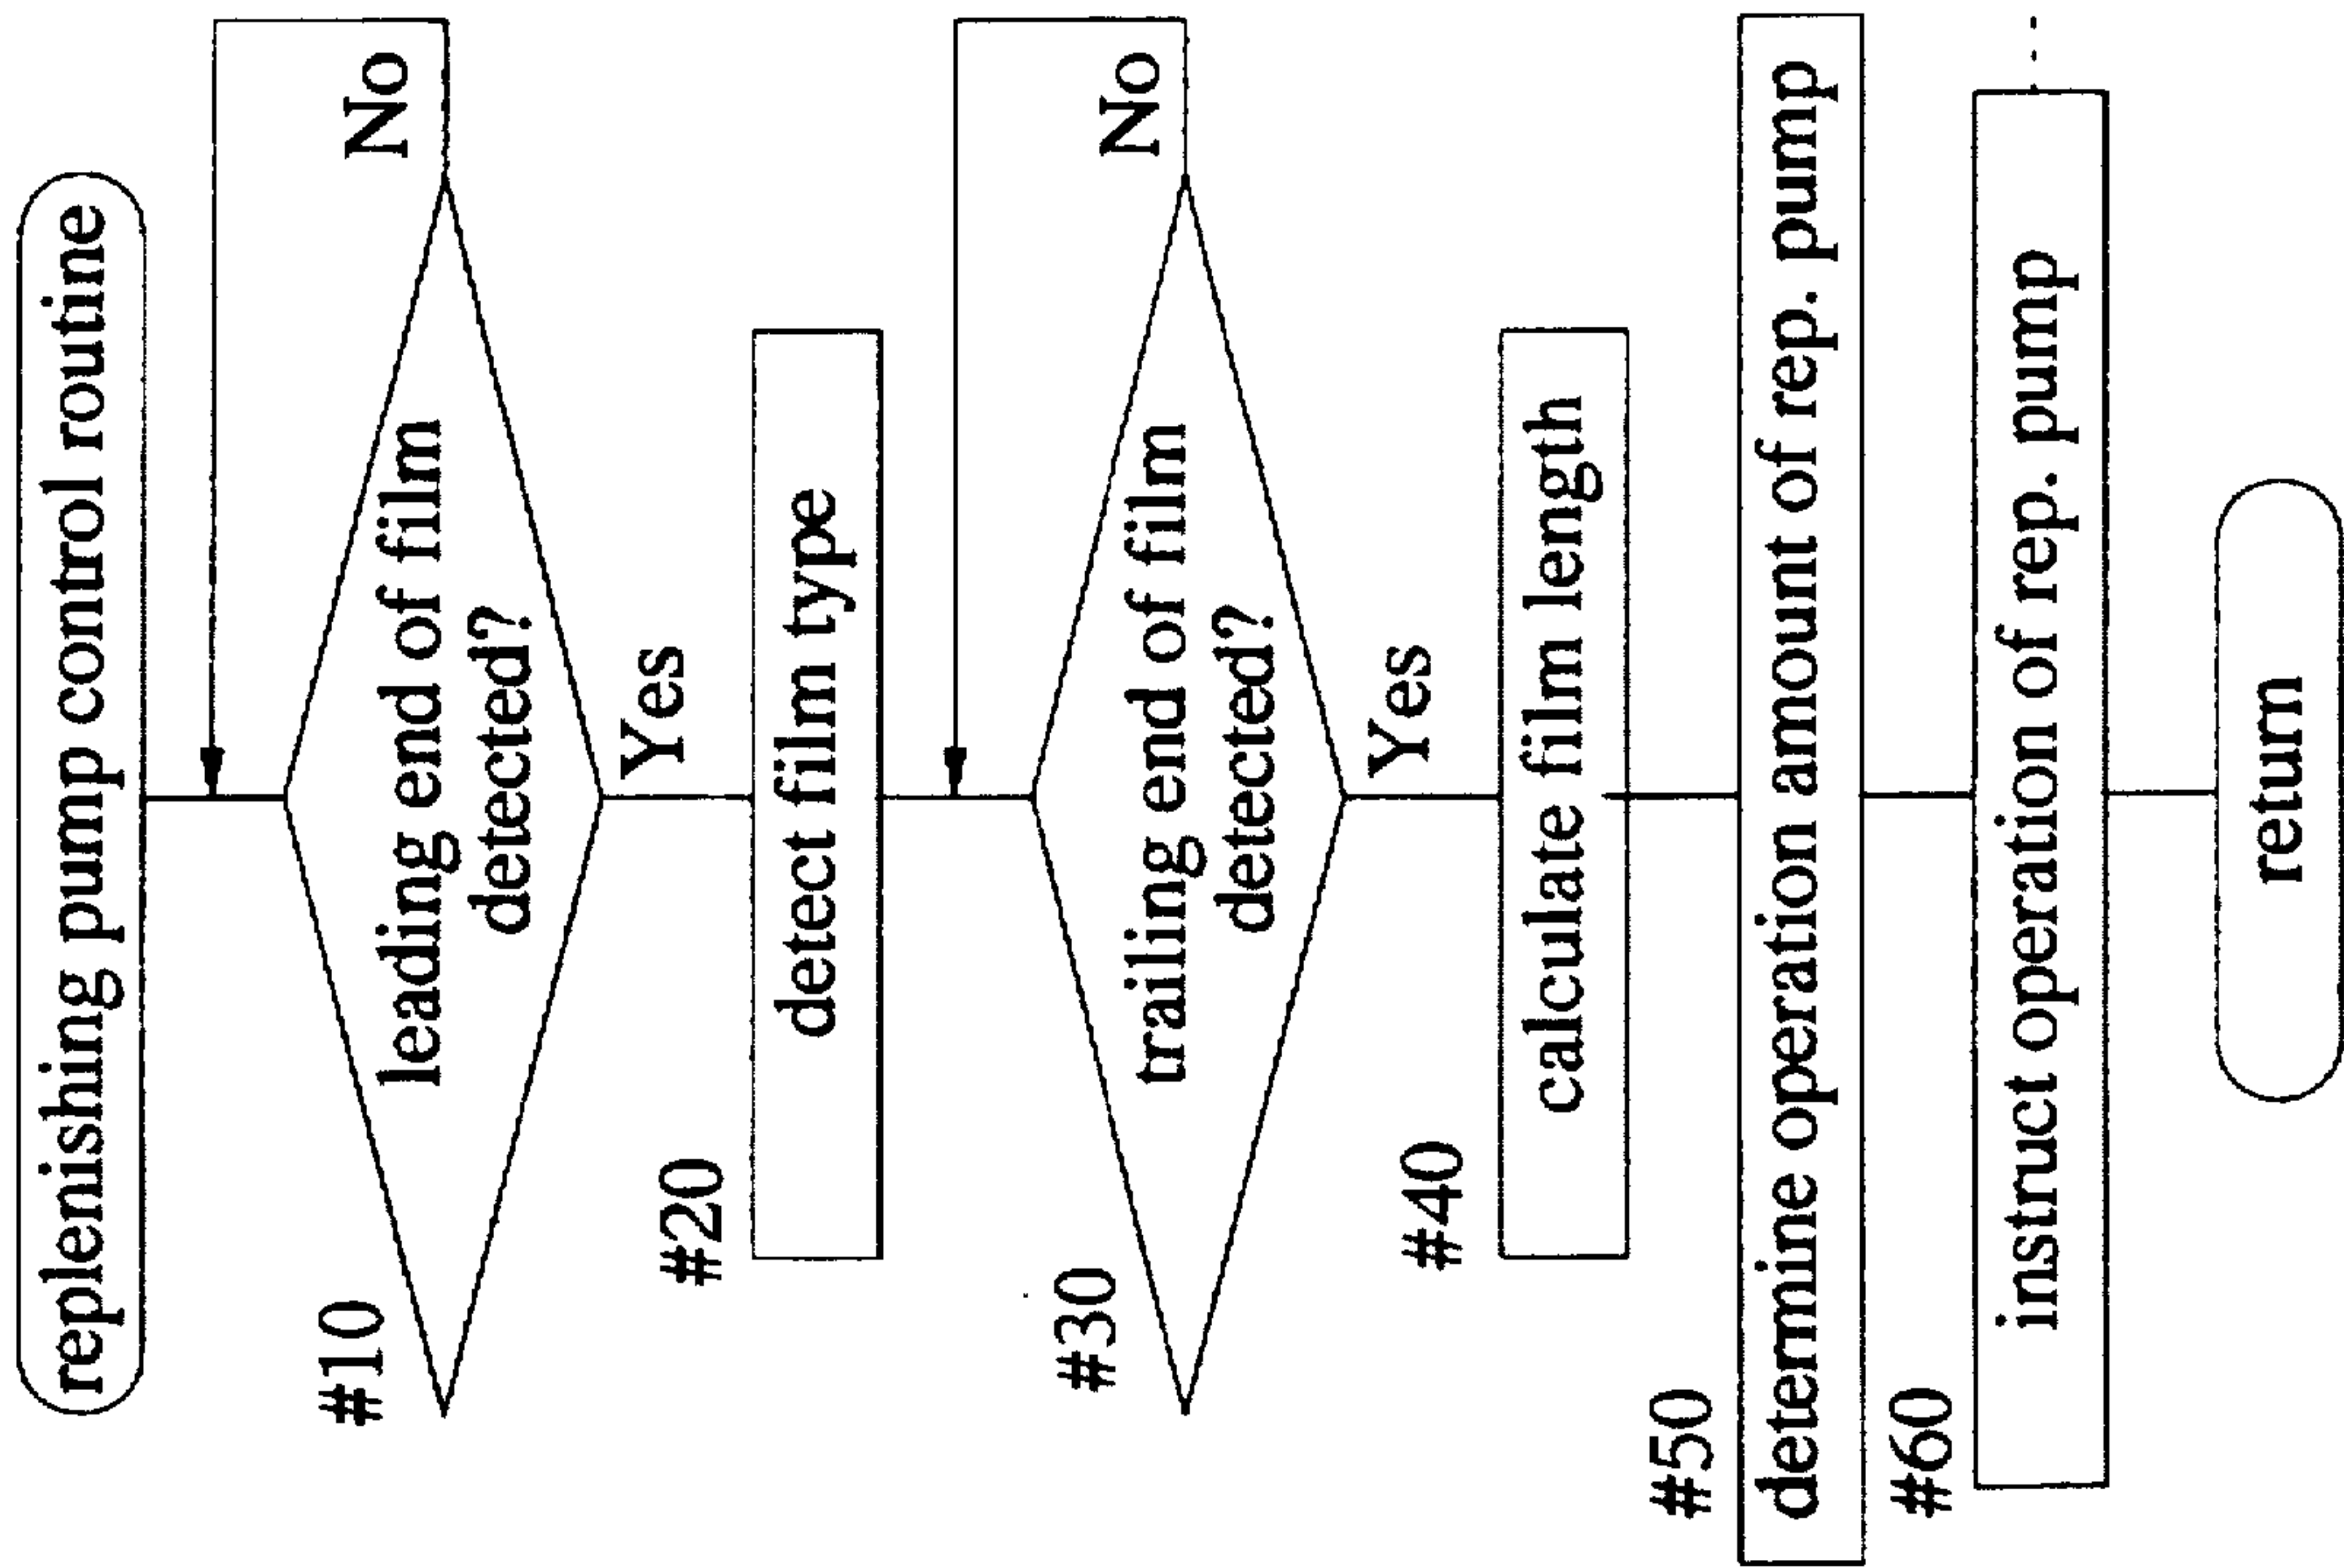 replenishing pump control routine
#10
leading end of film
detected?
No
Yes
#20
detect film type
#30
trailing end of film
detected?
No
Yes
#40
calculate film length
#50
determine operation amount of rep. pump
#60
instruct operation of rep. pump
return